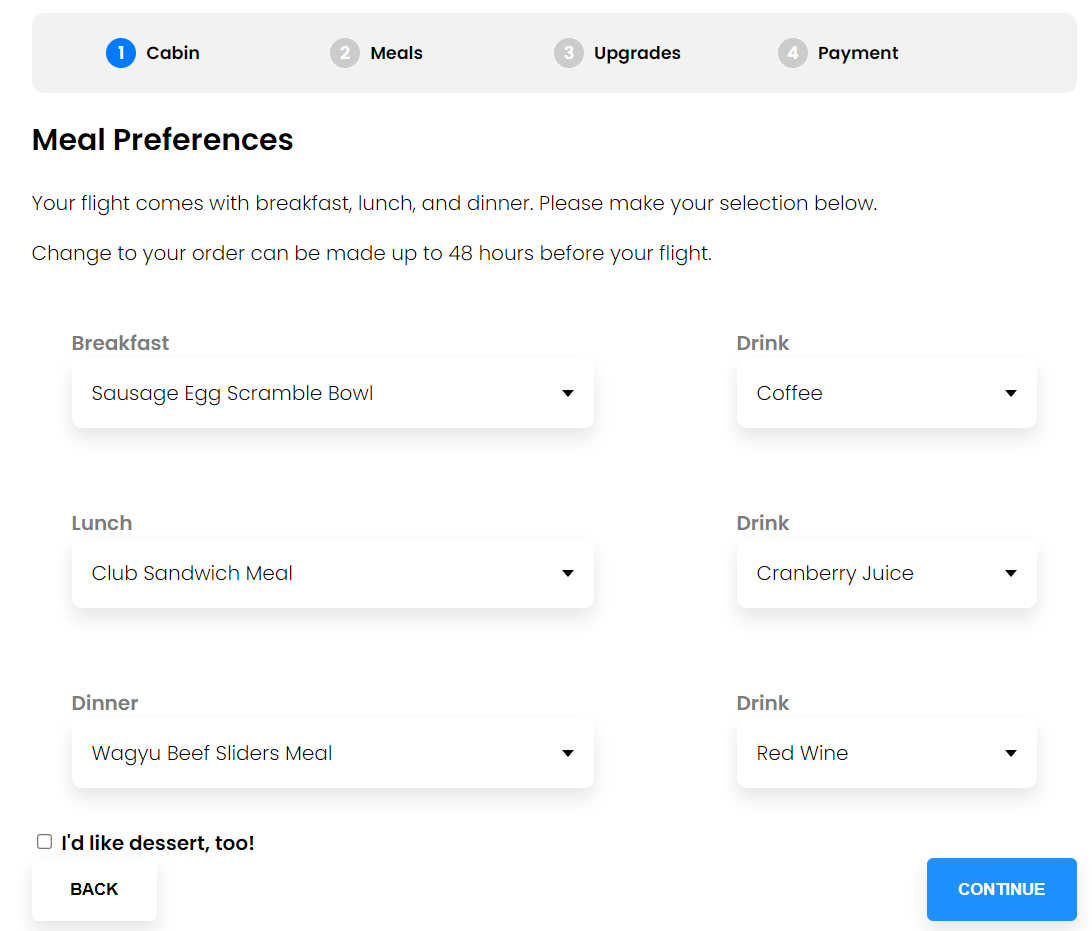 1 Cabin 2 Meals 3 Upgrades 4 Payment
Meal Preferences
Your flight comes with breakfast, lunch, and dinner. Please make your selection below.
Change to your order can be made up to 48 hours before your flight.
Breakfast Drink
Sausage Egg Scramble Bowl Coffee
Lunch Drink
Club Sandwich Meal Cranberry Juice
Dinner Drink
Wagyu Beef Sliders Meal Red Wine
I'd like dessert, too!
BACK CONTINUE